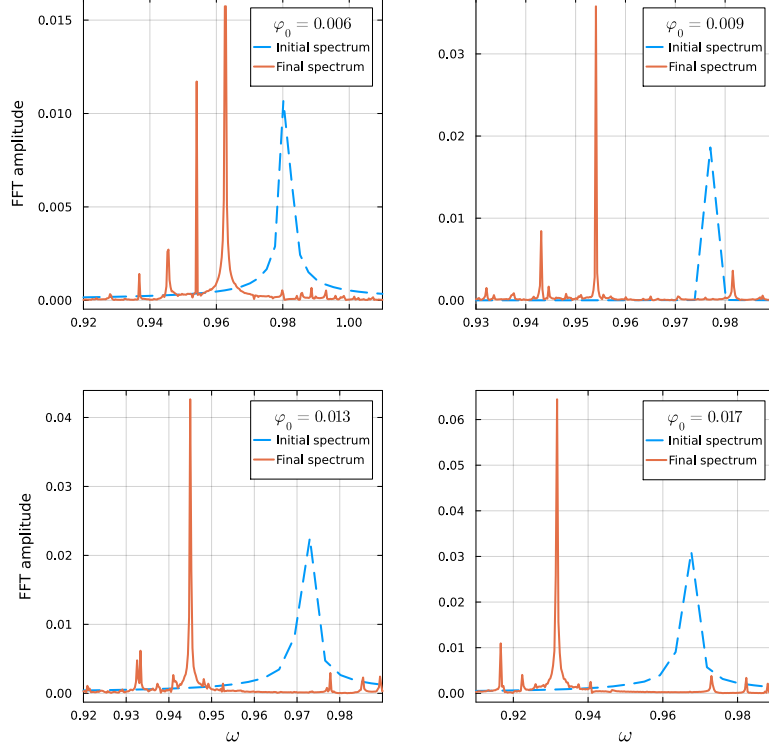 φ₀ = 0.006
Initial spectrum
Final spectrum
FFT amplitude
0.015
0.010
0.005
0.000
0.92
0.94
0.96
0.98
1.00
φ₀ = 0.009
Initial spectrum
Final spectrum
0.03
0.02
0.01
0.00
0.93
0.94
0.95
0.96
0.97
0.98
φ₀ = 0.013
Initial spectrum
Final spectrum
FFT amplitude
0.04
0.03
0.02
0.01
0.00
0.92
0.93
0.94
0.95
0.96
0.97
0.98
ω
φ₀ = 0.017
Initial spectrum
Final spectrum
0.06
0.05
0.04
0.03
0.02
0.01
0.00
0.92
0.94
0.96
0.98
ω